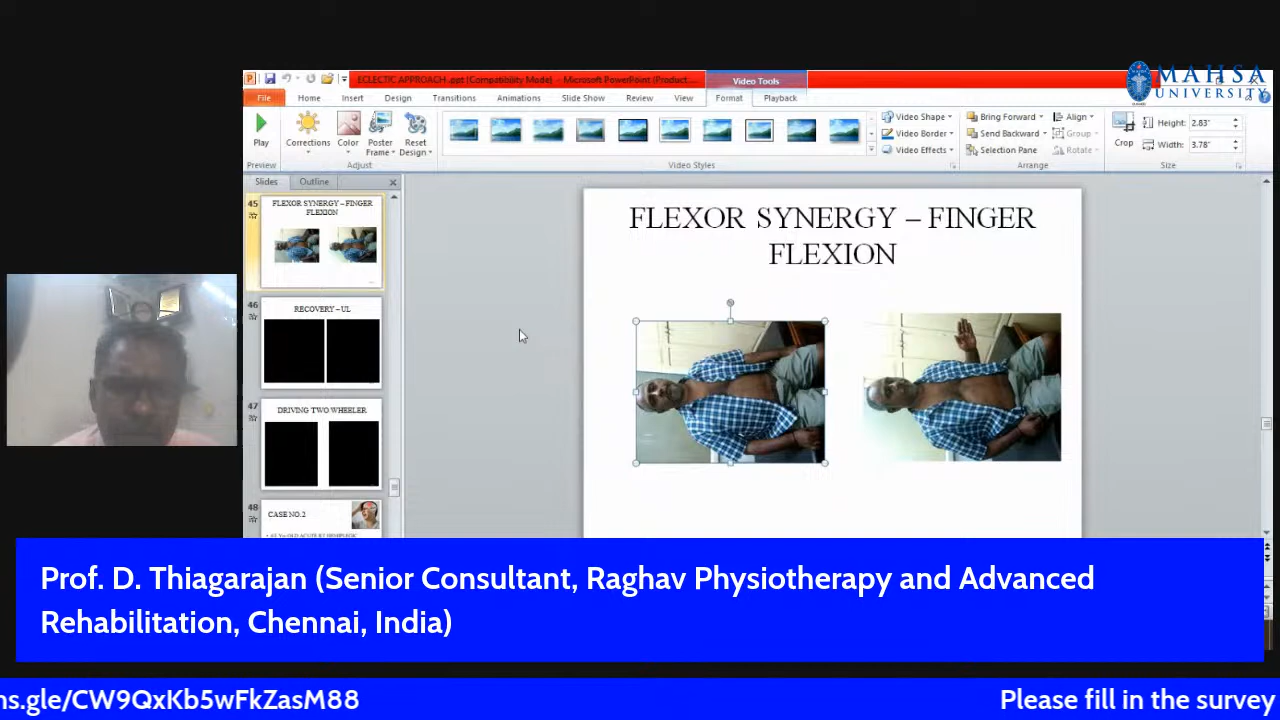 ECLECTIC APPROACH .ppt [Compatibility Mode] - Microsoft PowerPoint (Product ...
Video Tools
MAHSA
UNIVERSITY
File
Home
Insert
Design
Transitions
Animations
Slide Show
Review
View
Format
Playback
Play
Corrections
Color
Poster
Frame
Reset
Design
Video Shape
Video Border
Video Effects
Bring Forward
Send Backward
Selection Pane
Align
Group
Rotate
Crop
Height: 2.83"
Width: 3.78"
Preview
Adjust
Video Styles
Arrange
Size
Slides
Outline
45
FLEXOR SYNERGY – FINGER
FLEXION
46
RECOVERY – UL
47
DRIVING TWO WHEELER
48
CASE NO.2
FLEXOR SYNERGY – FINGER
FLEXION
Prof. D. Thiagarajan (Senior Consultant, Raghav Physiotherapy and Advanced
Rehabilitation, Chennai, India)
ns.gle/CW9QxKb5wFkZasM88
Please fill in the survey